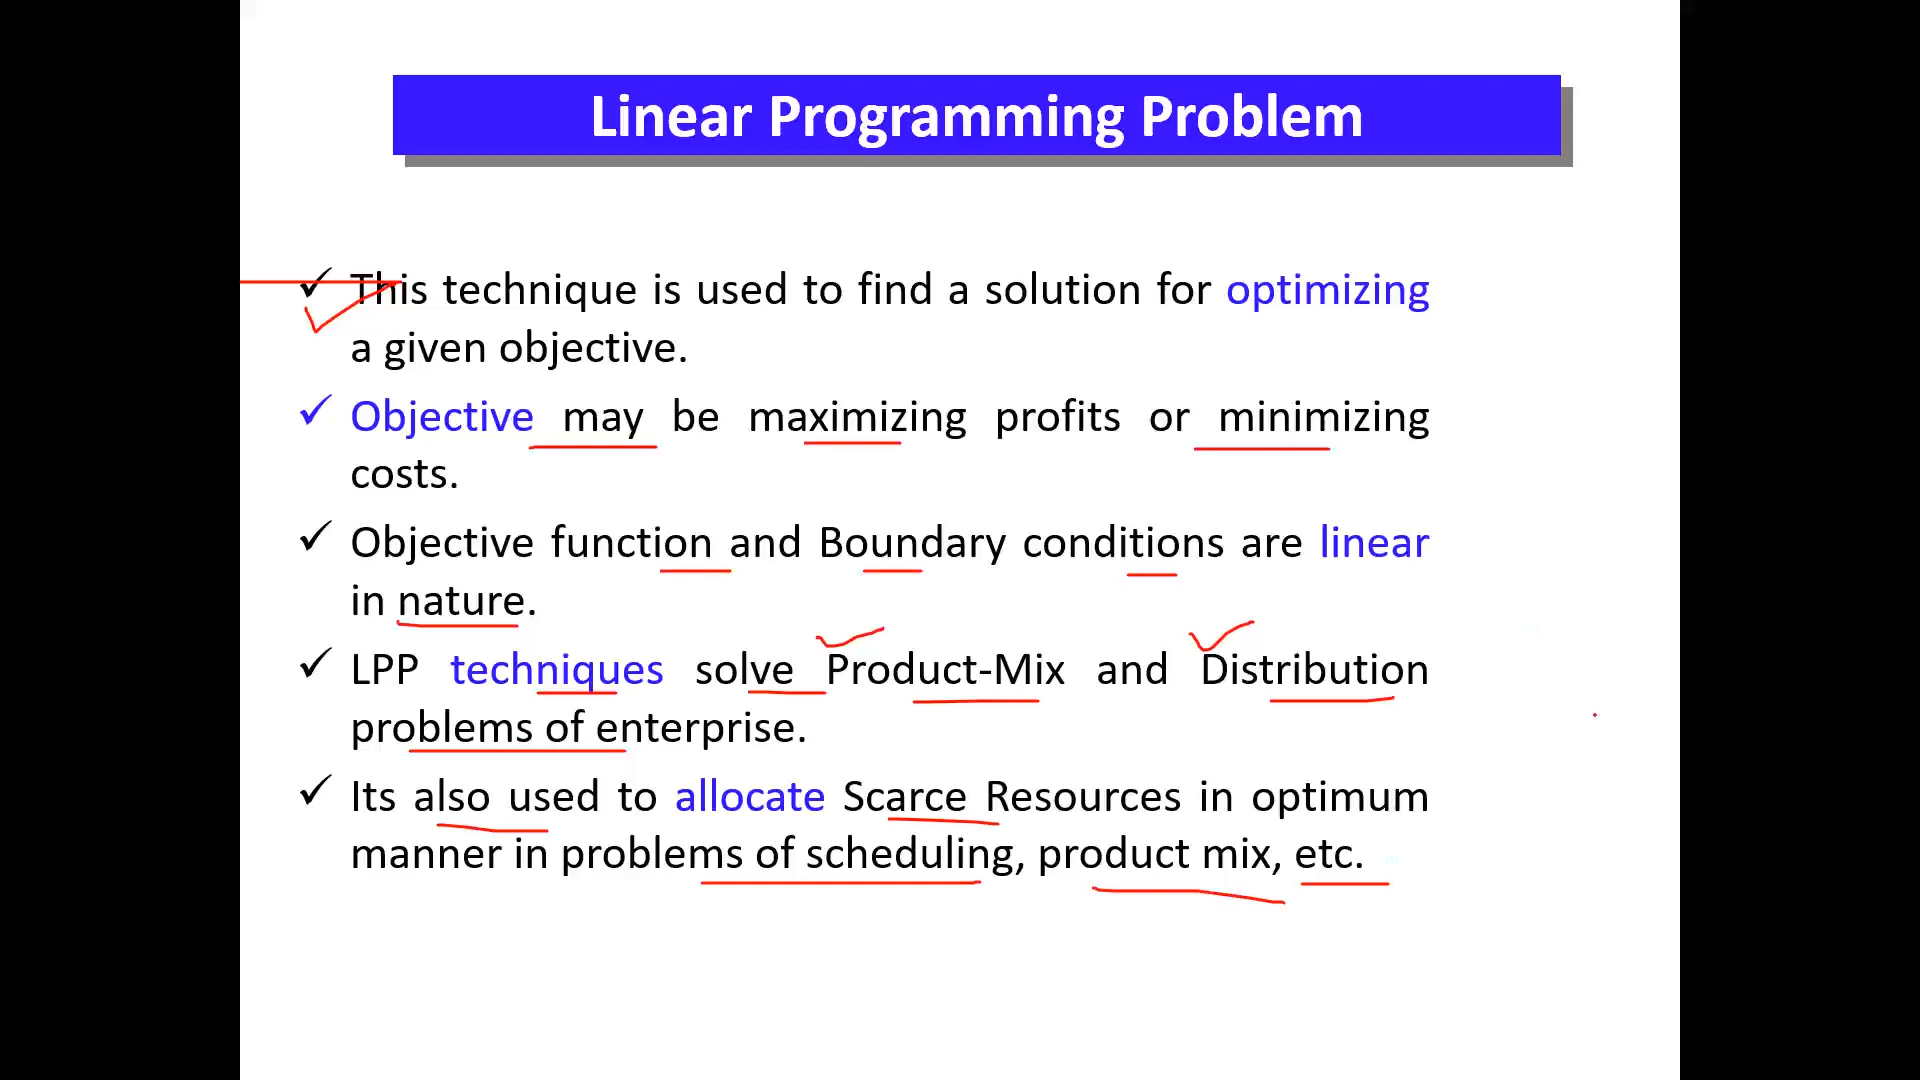 Linear Programming Problem
This technique is used to find a solution for optimizing
a given objective.
Objective may be maximizing profits or minimizing
costs.
Objective function and Boundary conditions are linear
in nature.
LPP techniques solve Product-Mix and Distribution
problems of enterprise.
Its also used to allocate Scarce Resources in optimum
manner in problems of scheduling, product mix, etc.